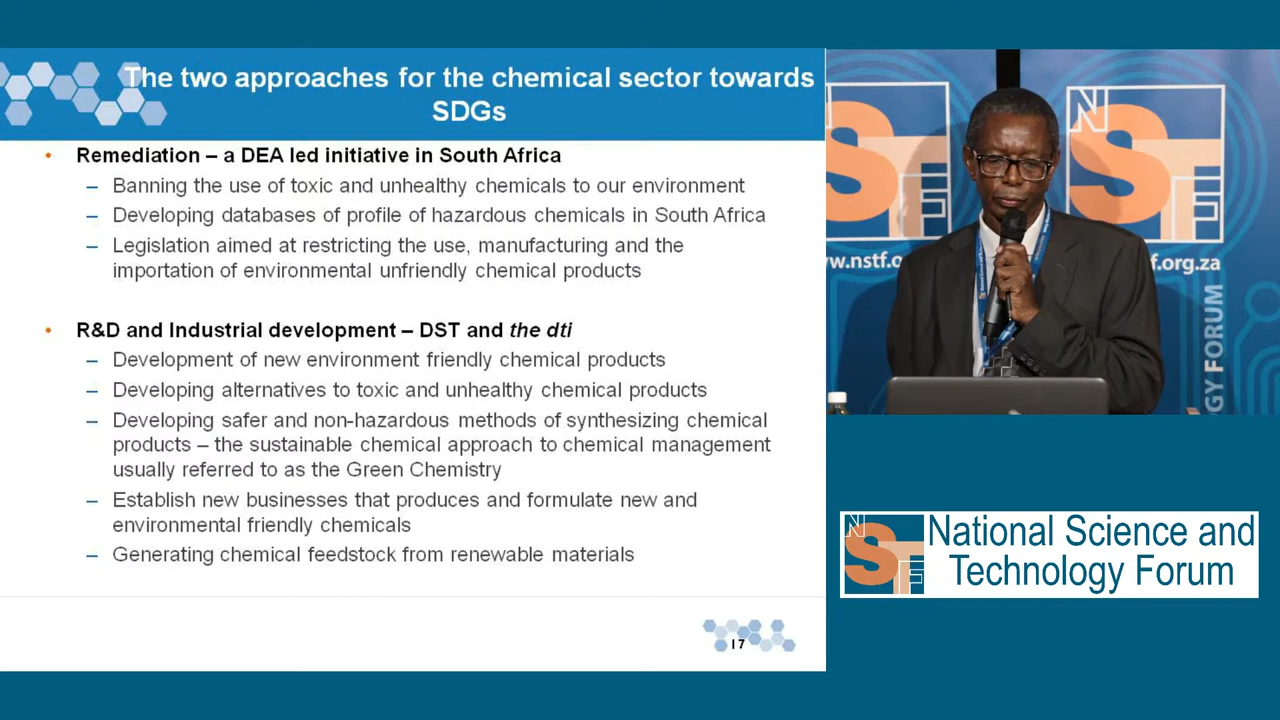 The two approaches for the chemical sector towards
SDGs
• Remediation – a DEA led initiative in South Africa
– Banning the use of toxic and unhealthy chemicals to our environment
– Developing databases of profile of hazardous chemicals in South Africa
– Legislation aimed at restricting the use, manufacturing and the
importation of environmental unfriendly chemical products
• R&D and Industrial development – DST and the dti
– Development of new environment friendly chemical products
– Developing alternatives to toxic and unhealthy chemical products
– Developing safer and non-hazardous methods of synthesizing chemical
products – the sustainable chemical approach to chemical management
usually referred to as the Green Chemistry
– Establish new businesses that produces and formulate new and
environmental friendly chemicals
– Generating chemical feedstock from renewable materials
17
S
w.nstf.o
NSTF
f.org.za
GY FORUM
NSTF
National Science and
Technology Forum